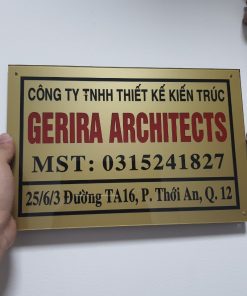 CÔNG TY TNHH THIẾT KẾ KIẾN TRÚC
GERIRA ARCHITECTS
MST: 0315241827
25/6/3 Đường TA16, P. Thới An, Q. 12